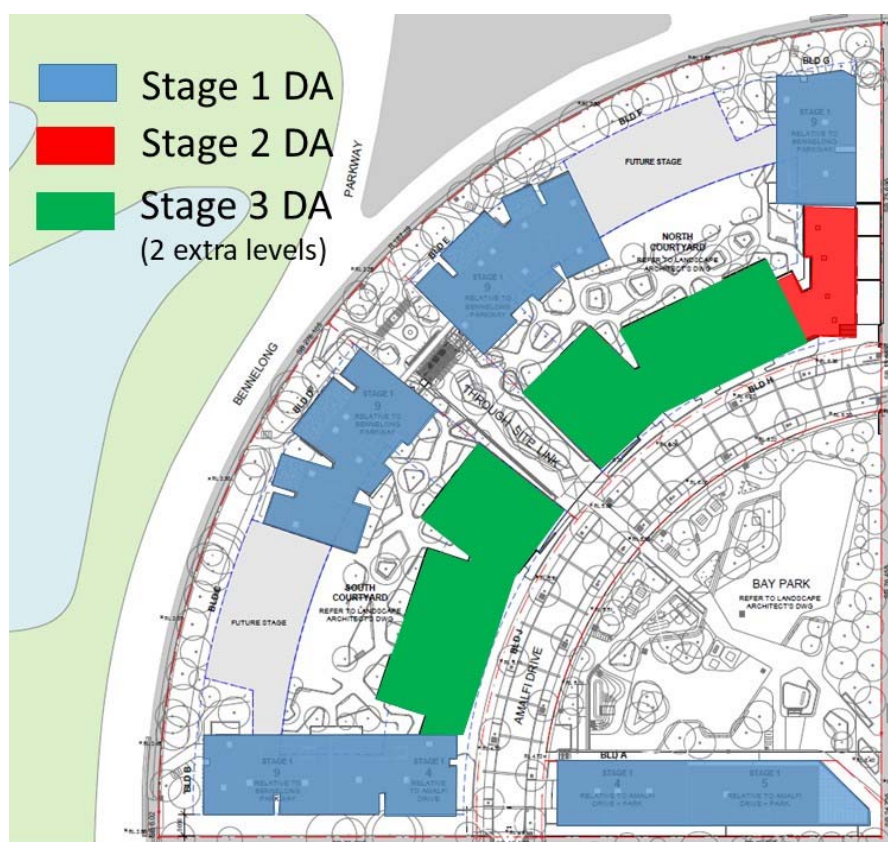 Stage 1 DA
Stage 2 DA
Stage 3 DA
(2 extra levels)
PARKWAY
BENNELONG
BLD G
STAGE 1
9
RELATIVE TO
BENNELONG
PARKWAY
BLD F
FUTURE STAGE
BLD E
STAGE 1
9
RELATIVE TO
BENNELONG
PARKWAY
NORTH
COURTYARD
REFER TO LANDSCAPE
ARCHITECT'S DWG
BLD H
THROUGH SITE LINK
BLD D
STAGE 1
9
RELATIVE TO
BENNELONG
PARKWAY
BLD C
FUTURE STAGE
SOUTH
COURTYARD
REFER TO LANDSCAPE
ARCHITECT'S DWG
BLD J
AMALFI DRIVE
BAY PARK
REFER TO LANDSCAPE
ARCHITECT'S DWG
BLD B
STAGE 1
9
RELATIVE TO
BENNELONG
PARKWAY
STAGE 1
4
RELATIVE
TO AMALFI
DRIVE
BLD A
STAGE 1
4
RELATIVE TO AMALFI
DRIVE + PARK
STAGE 1
5
RELATIVE TO AMALFI
DRIVE + PARK